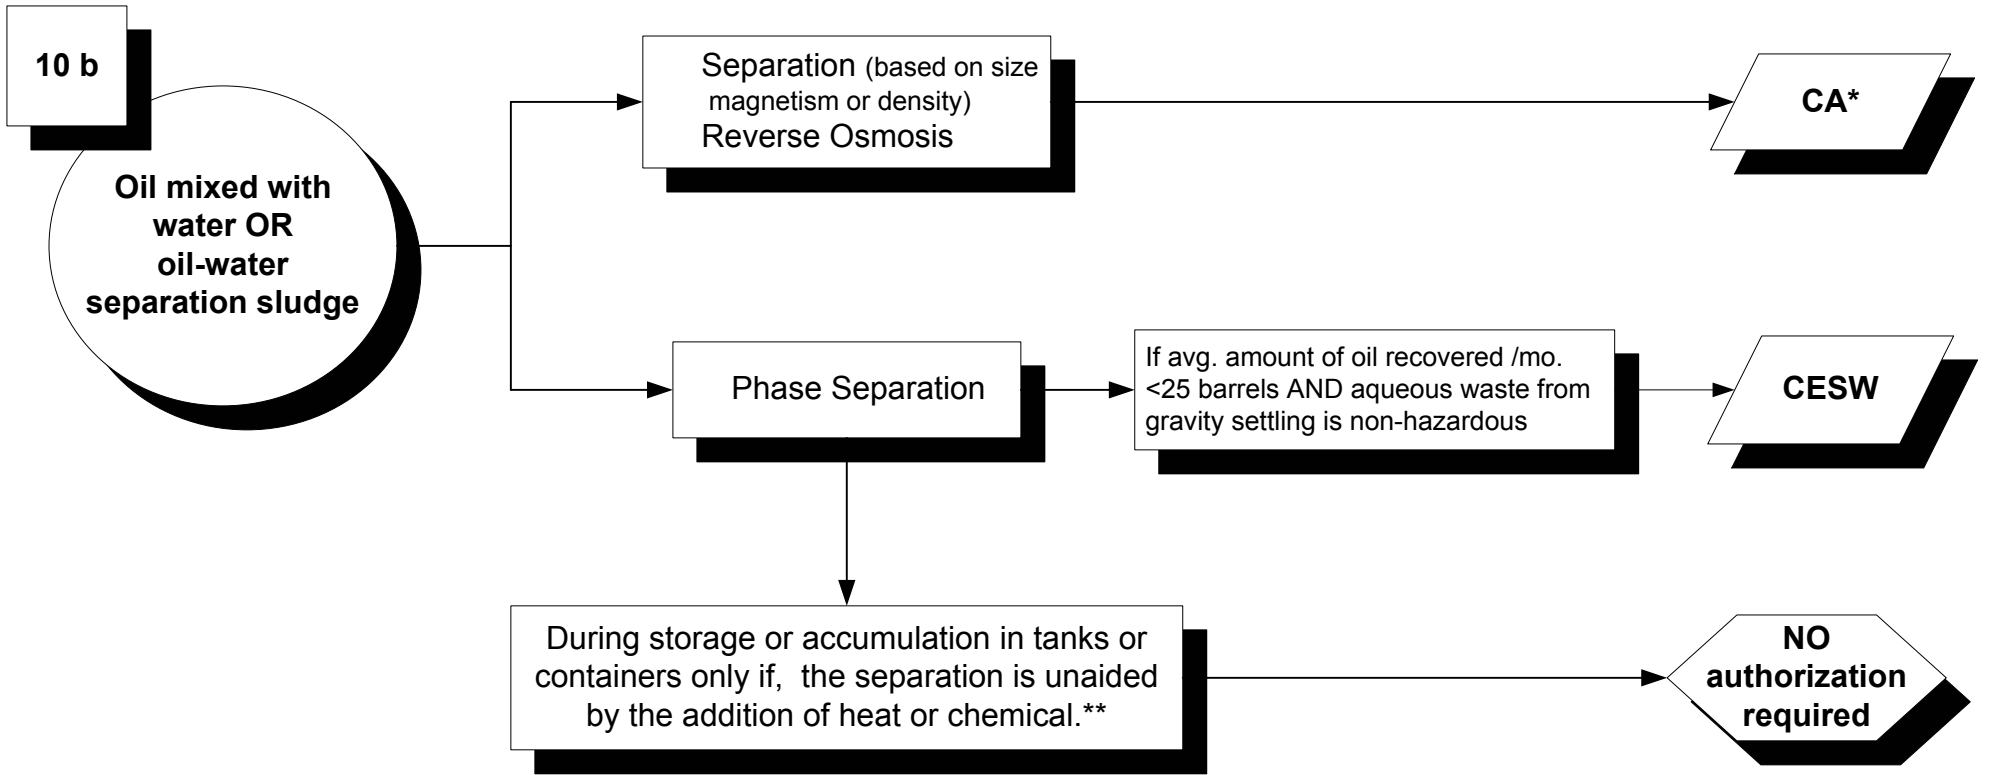 10 b
Oil mixed with
water OR
oil-water
separation sludge
Separation (based on size
magnetism or density)
Reverse Osmosis
CA*
Phase Separation
If avg. amount of oil recovered /mo.
<25 barrels AND aqueous waste from
gravity settling is non-hazardous
CESW
During storage or accumulation in tanks or
containers only if,  the separation is unaided
by the addition of heat or chemical.**
NO
authorization
required